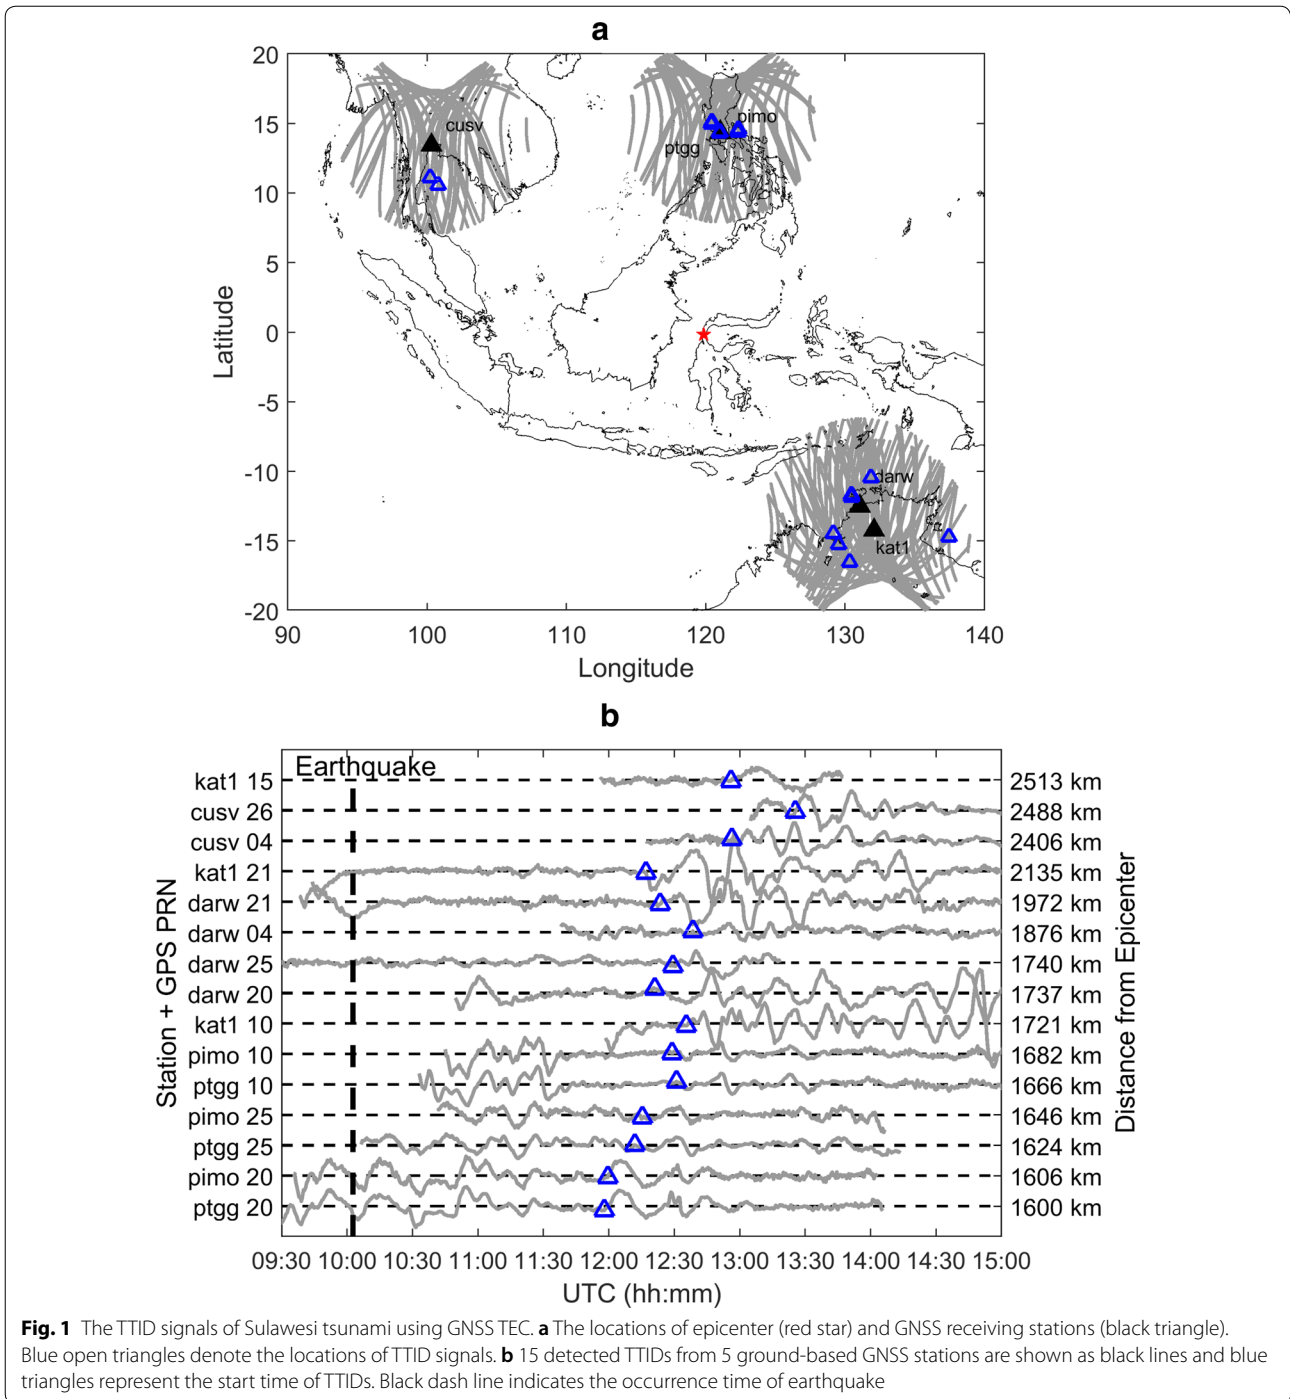 a
20
15
10
5
0
-5
-10
-15
-20
Latitude
cusv
pimo
ptgg
darw
kat1
90 100 110 120 130 140
Longitude
b
Earthquake
kat1 15 2513 km
cusv 26 2488 km
cusv 04 2406 km
kat1 21 2135 km
darw 21 1972 km
darw 04 1876 km
darw 25 1740 km
darw 20 1737 km
kat1 10 1721 km
pimo 10 1682 km
ptgg 10 1666 km
pimo 25 1646 km
ptgg 25 1624 km
pimo 20 1606 km
ptgg 20 1600 km
Station + GPS PRN
Distance from Epicenter
09:30 10:00 10:30 11:00 11:30 12:00 12:30 13:00 13:30 14:00 14:30 15:00
UTC (hh:mm)
Fig. 1 The TTID signals of Sulawesi tsunami using GNSS TEC. a The locations of epicenter (red star) and GNSS receiving stations (black triangle).
Blue open triangles denote the locations of TTID signals. b 15 detected TTIDs from 5 ground-based GNSS stations are shown as black lines and blue
triangles represent the start time of TTIDs. Black dash line indicates the occurrence time of earthquake